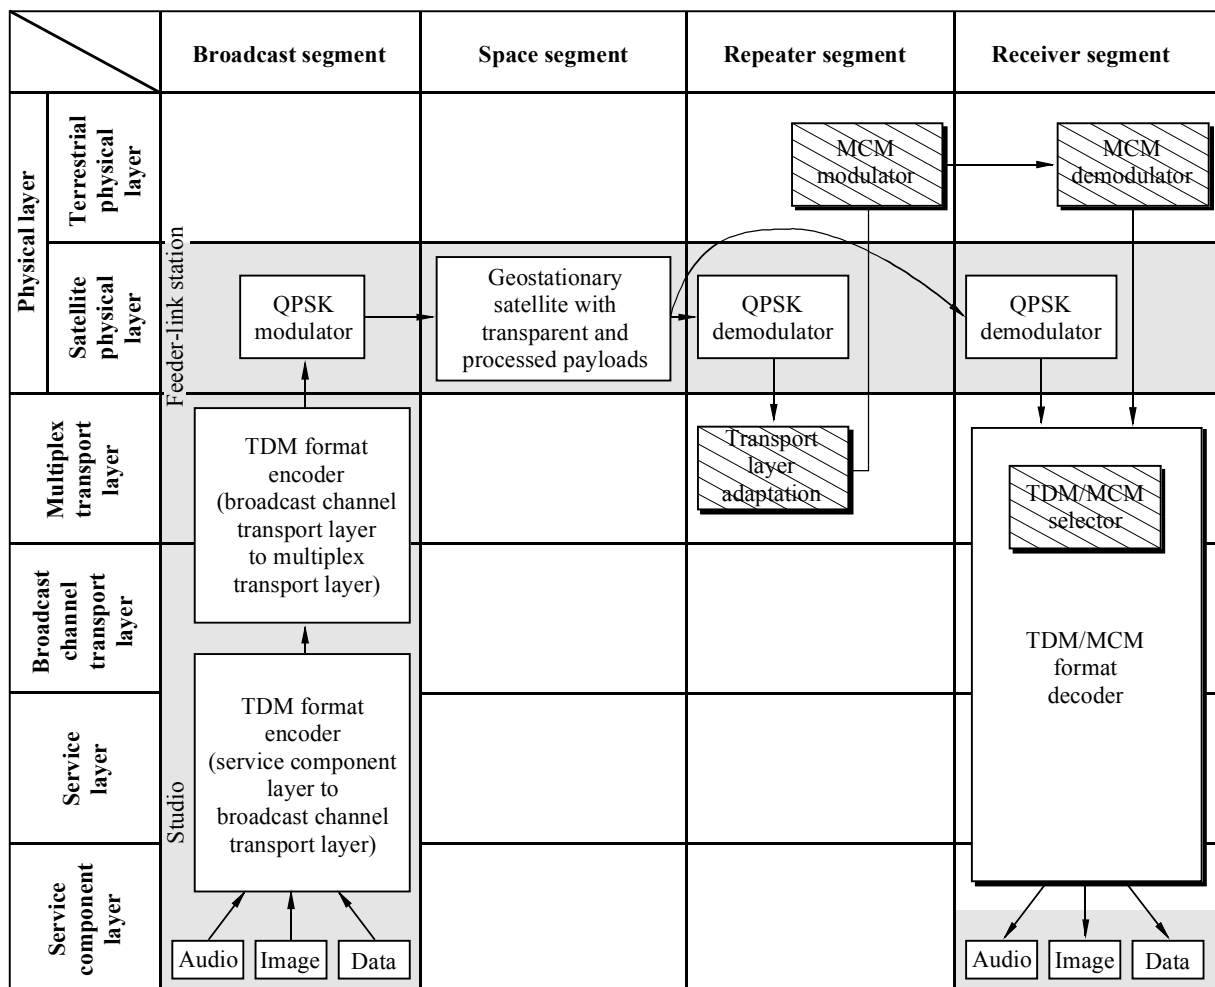 Broadcast segment
Space segment
Repeater segment
Receiver segment
Physical layer
Terrestrial
physical
layer
MCM
modulator
MCM
demodulator
Satellite
physical
layer
Feeder-link station
QPSK
modulator
Geostationary
satellite with
transparent and
processed payloads
QPSK
demodulator
QPSK
demodulator
Multiplex
transport
layer
TDM format
encoder
(broadcast channel
transport layer
to multiplex
transport layer)
Transport
layer
adaptation
TDM/MCM
selector
Broadcast
channel
transport
layer
TDM/MCM
format
decoder
Service
layer
Studio
TDM format
encoder
(service component
layer to
broadcast channel
transport layer)
Service
component
layer
Audio
Image
Data
Audio
Image
Data